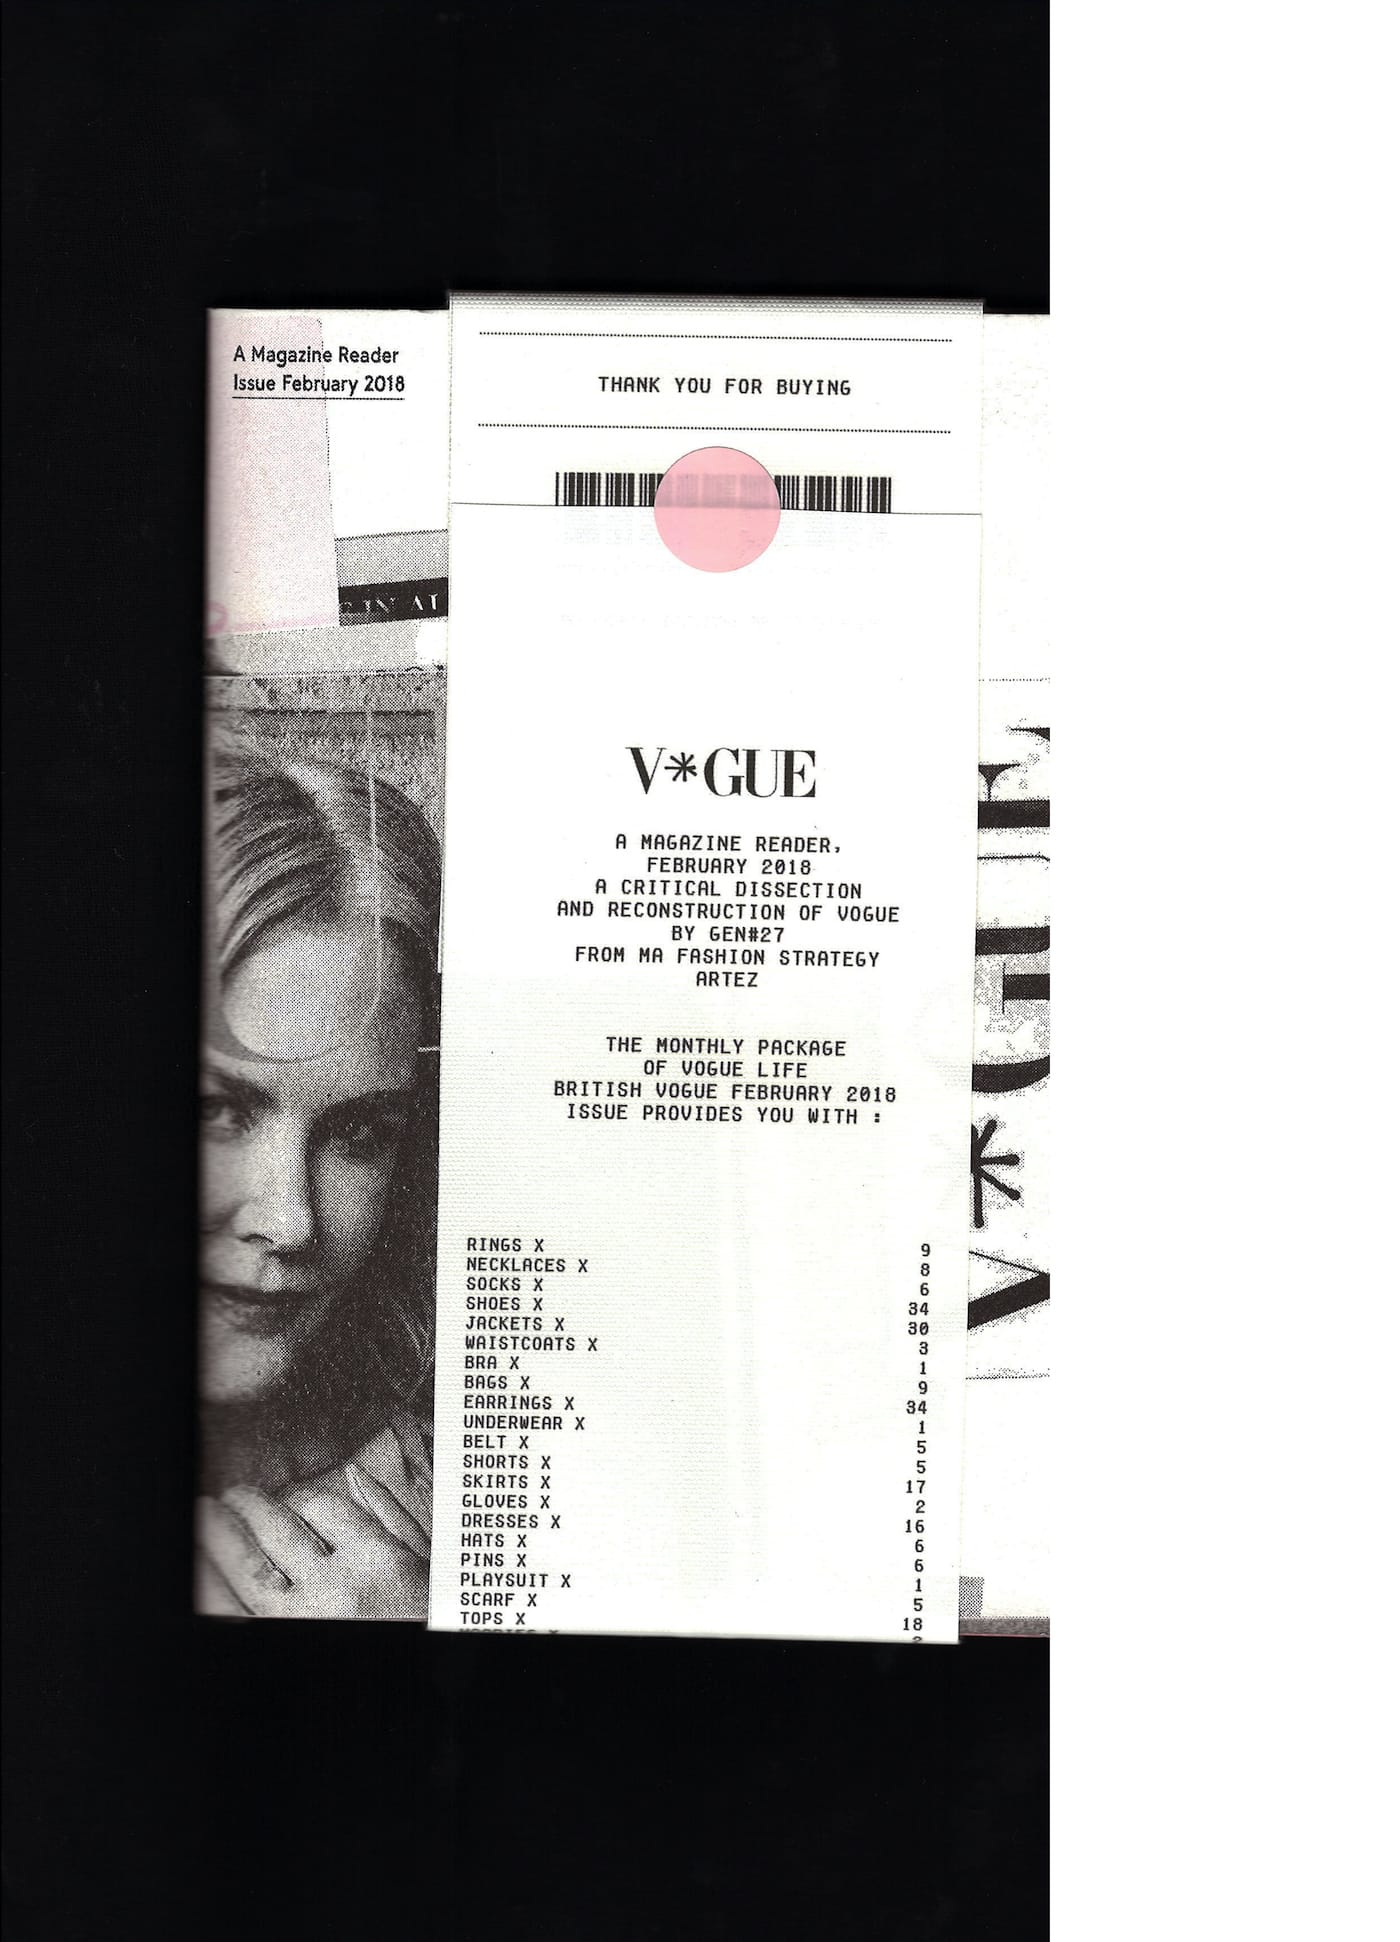 A Magazine Reader
Issue February 2018
THANK YOU FOR BUYING
V*GUE
A MAGAZINE READER,
FEBRUARY 2018
A CRITICAL DISSECTION
AND RECONSTRUCTION OF VOGUE
BY GEN#27
FROM MA FASHION STRATEGY
ARTEZ
THE MONTHLY PACKAGE
OF VOGUE LIFE
BRITISH VOGUE FEBRUARY 2018
ISSUE PROVIDES YOU WITH :
RINGS X 9
NECKLACES X 8
SOCKS X 6
SHOES X 34
JACKETS X 30
WAISTCOATS X 3
BRA X 1
BAGS X 9
EARRINGS X 34
UNDERWEAR X 1
BELT X 5
SHORTS X 5
SKIRTS X 17
GLOVES X 2
DRESSES X 16
HATS X 6
PINS X 6
PLAYSUIT X 1
SCARF X 5
TOPS X 18